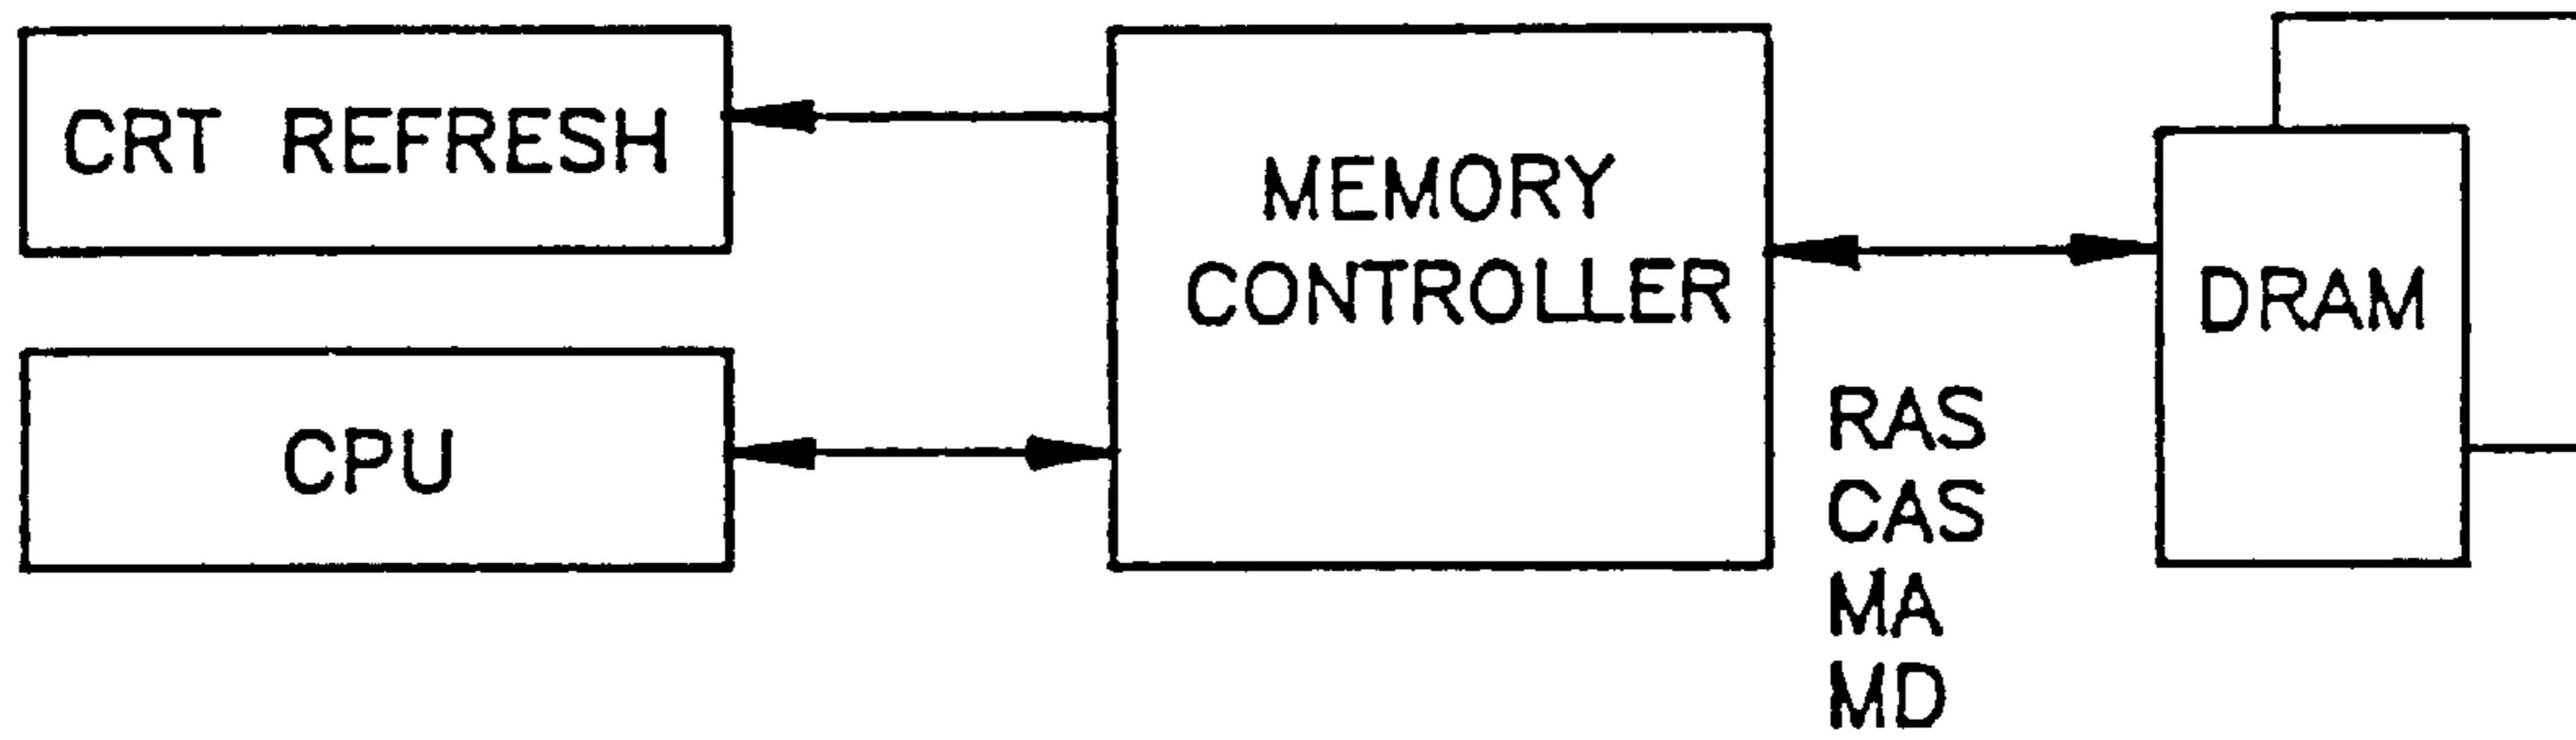 CRT REFRESH
MEMORY
CONTROLLER
DRAM
CPU
RAS
CAS
MA
MD